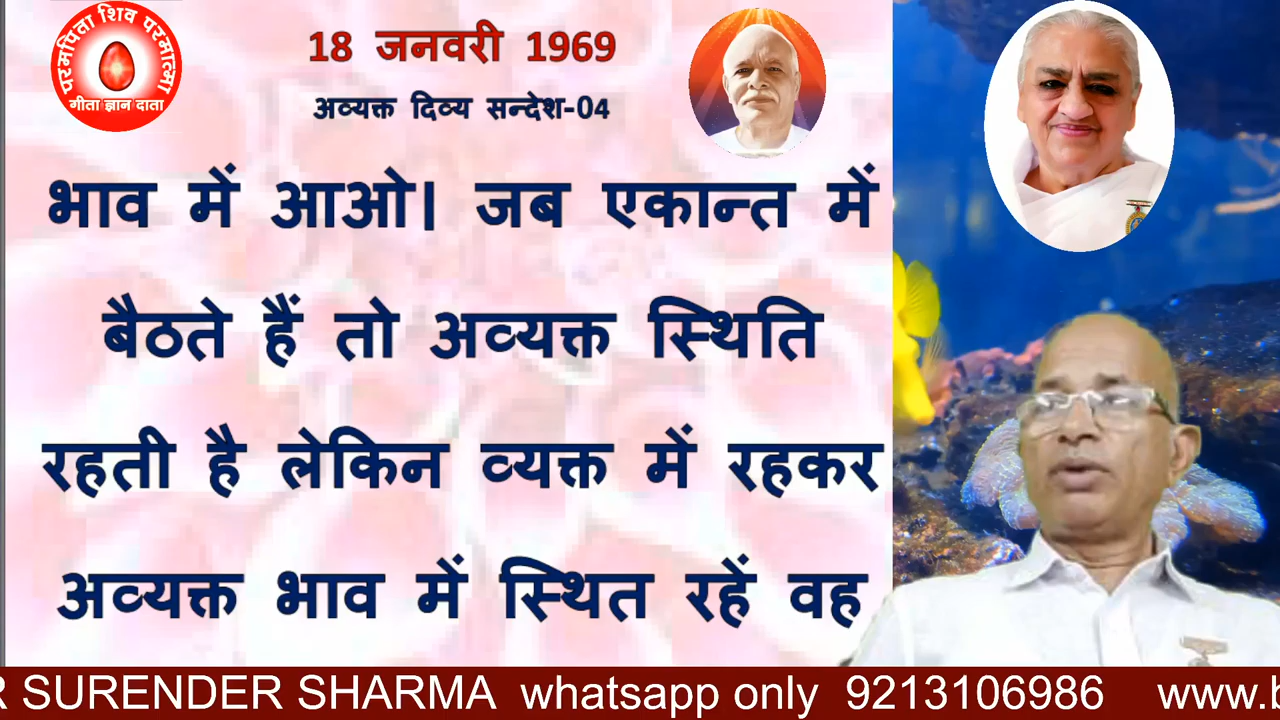 परमपिता शिव परमात्मा
गीता ज्ञान दाता
18 जनवरी 1969
अव्यक्त दिव्य सन्देश-04
भाव में आओ। जब एकान्त में
बैठते हैं तो अव्यक्त स्थिति
रहती है लेकिन व्यक्त में रहकर
अव्यक्त भाव में स्थित रहें वह
R SURENDER SHARMA whatsapp only 9213106986 www.b